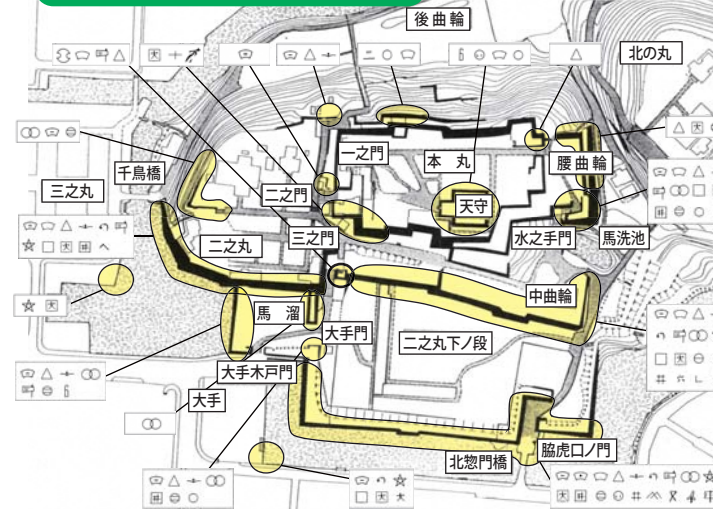 後曲輪
北の丸
一之門
本丸
腰曲輪
千鳥橋
三之丸
二之門
天守
二之丸
三之門
水之手門
馬洗池
中曲輪
馬溜
大手門
二之丸下ノ段
大手木戸門
大手
北惣門橋
脇虎口ノ門